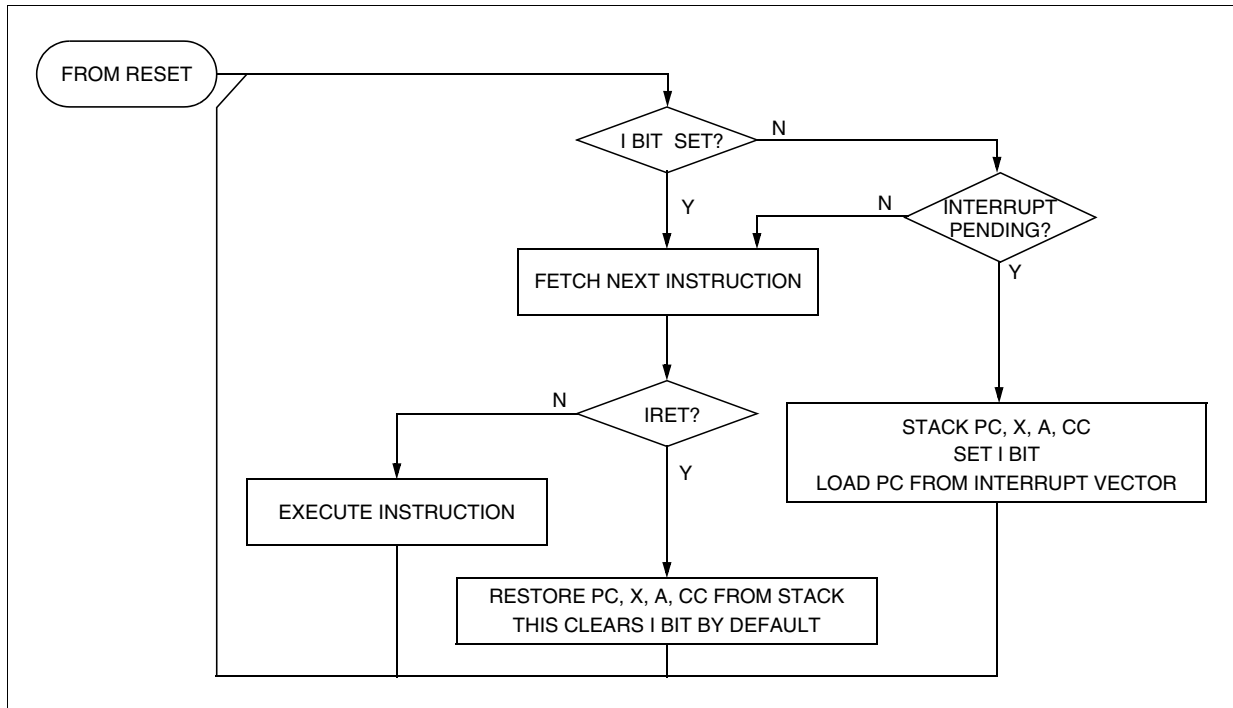 FROM RESET
I BIT SET?
N
Y
N
INTERRUPT
PENDING?
Y
FETCH NEXT INSTRUCTION
N
IRET?
Y
STACK PC, X, A, CC
SET I BIT
LOAD PC FROM INTERRUPT VECTOR
EXECUTE INSTRUCTION
RESTORE PC, X, A, CC FROM STACK
THIS CLEARS I BIT BY DEFAULT